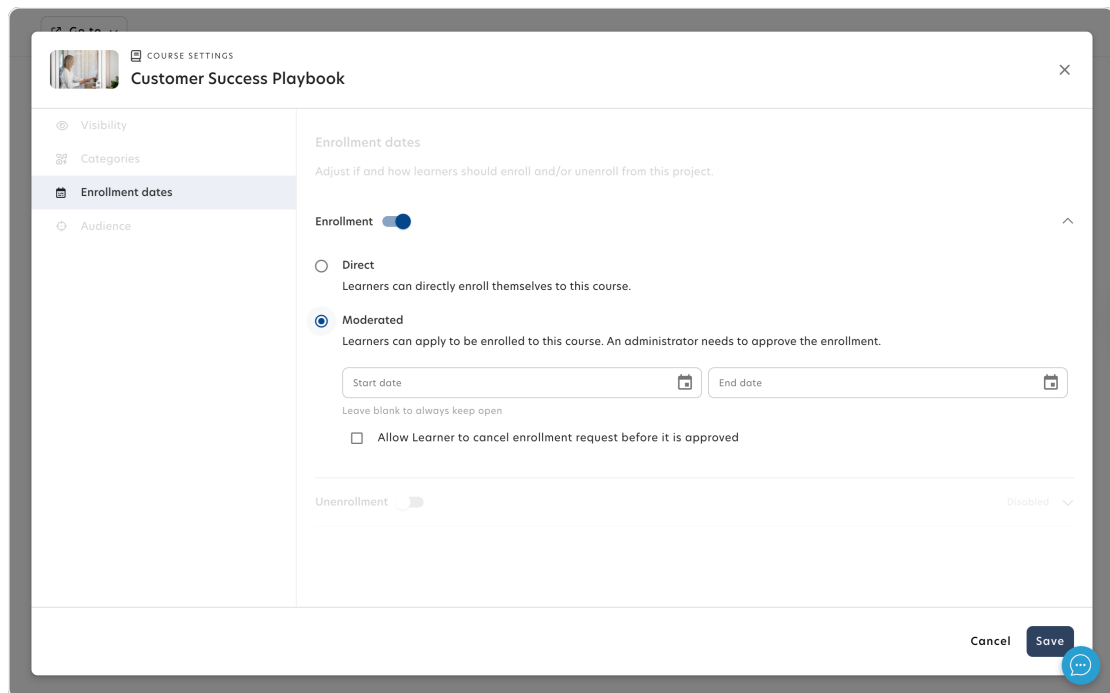 Go to
COURSE SETTINGS
Customer Success Playbook
Visibility
Categories
Enrollment dates
Audience
Enrollment dates
Adjust if and how learners should enroll and/or unenroll from this project.
Enrollment
Direct
Learners can directly enroll themselves to this course.
Moderated
Learners can apply to be enrolled to this course. An administrator needs to approve the enrollment.
Start date
End date
Leave blank to always keep open
Allow Learner to cancel enrollment request before it is approved
Unenrollment
Disabled
Cancel
Save